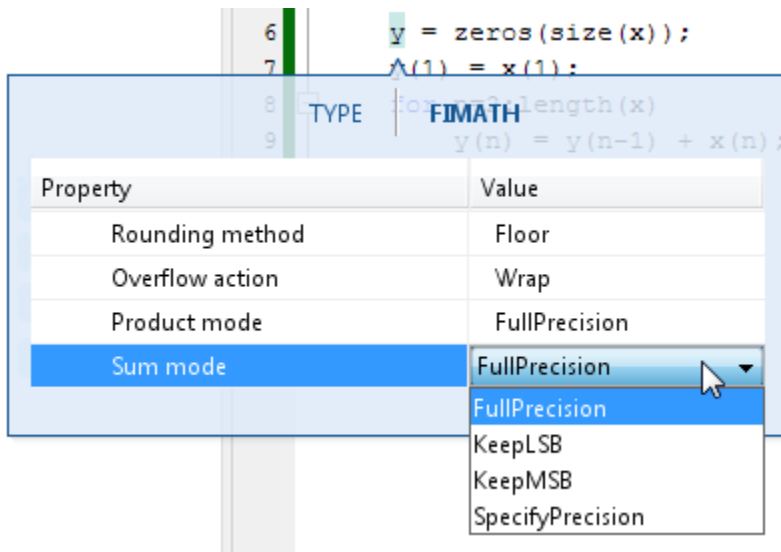 6 y = zeros(size(x));
7 y(1) = x(1);
8 for n=2:length(x)
9 y(n) = y(n-1) + x(n);
TYPE FIMATH
Property Value
Rounding method Floor
Overflow action Wrap
Product mode FullPrecision
Sum mode FullPrecision
FullPrecision
KeepLSB
KeepMSB
SpecifyPrecision